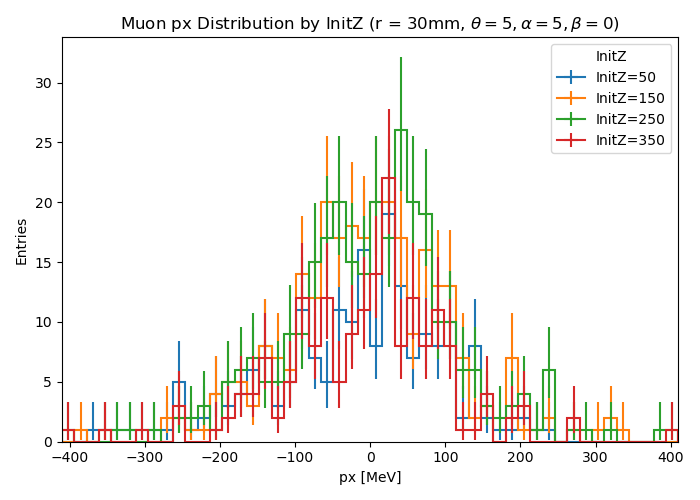 Muon px Distribution by InitZ (r = 30mm, θ = 5, α = 5, β = 0)
InitZ
InitZ=50
InitZ=150
InitZ=250
InitZ=350
Entries
30
25
20
15
10
5
0
−400 −300 −200 −100 0 100 200 300 400
px [MeV]